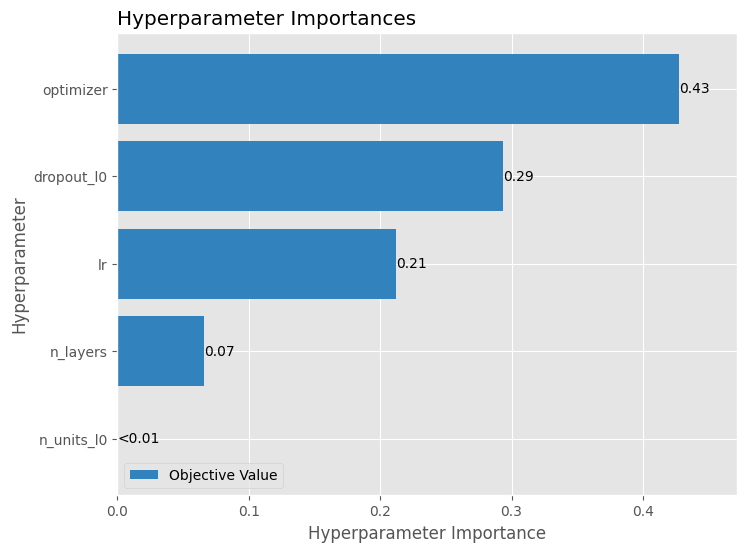 Hyperparameter Importances
optimizer
0.43
dropout_l0
0.29
lr
0.21
n_layers
0.07
n_units_l0
<0.01
Objective Value
0.0 0.1 0.2 0.3 0.4
Hyperparameter Importance
Hyperparameter